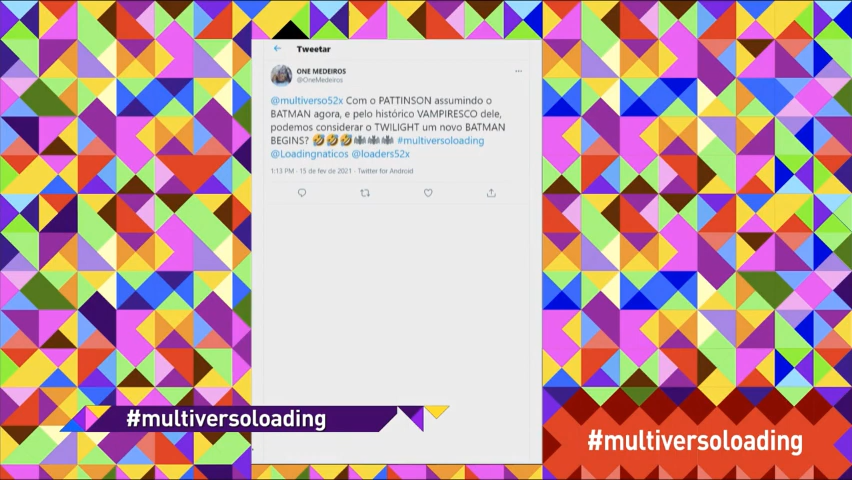 Tweetar
ONE MEDEIROS
@OneMedeiros
@multiverso52x Com o PATTINSON assumindo o
BATMAN agora, e pelo histórico VAMPIRESCO dele,
podemos considerar o TWILIGHT um novo BATMAN
BEGINS? 🤣🤣🤣🦇🦇🦇 #multiversoloading
@Loadingnaticos @loaders52x
1:13 PM · 15 de fev de 2021 · Twitter for Android
#multiversoloading
#multiversoloading